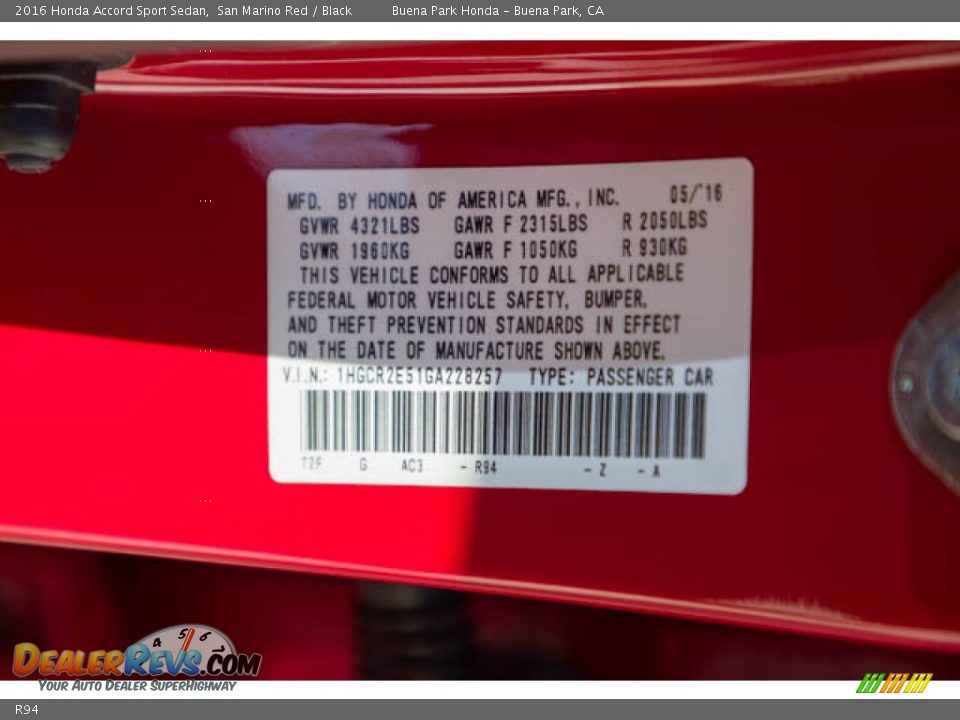 2016 Honda Accord Sport Sedan,  San Marino Red / Black          Buena Park Honda – Buena Park, CA
MFD. BY HONDA OF AMERICA MFG., INC.     05/'16
GVWR 4321LBS   GAWR F 2315LBS   R 2050LBS
GVWR 1960KG   GAWR F 1050KG   R 930KG
THIS VEHICLE CONFORMS TO ALL APPLICABLE
FEDERAL MOTOR VEHICLE SAFETY, BUMPER,
AND THEFT PREVENTION STANDARDS IN EFFECT
ON THE DATE OF MANUFACTURE SHOWN ABOVE.
V.I.N.: 1HGCR2E51GA228257   TYPE: PASSENGER CAR
T2F   G   AC3   - R94   - Z   - A
4 5 6
DEALERREVS.COM
YOUR AUTO DEALER SUPERHIGHWAY
R94